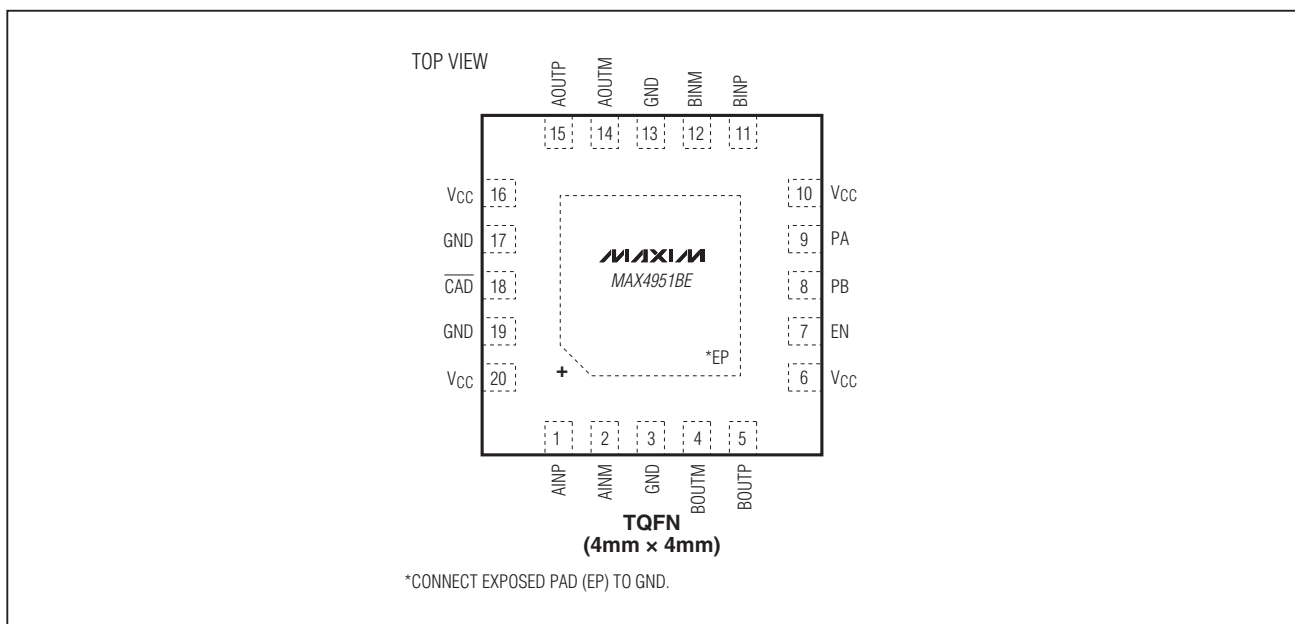 TOP VIEW
AOUTP
AOUTM
GND
BINM
BINP
15 14 13 12 11
VCC 16
10 VCC
GND 17
9 PA
CAD 18
8 PB
GND 19
7 EN
VCC 20
6 VCC
MAXIM
MAX4951BE
*EP
+
1 2 3 4 5
AINP
AINM
GND
BOUTM
BOUTP
TQFN
(4mm × 4mm)
*CONNECT EXPOSED PAD (EP) TO GND.